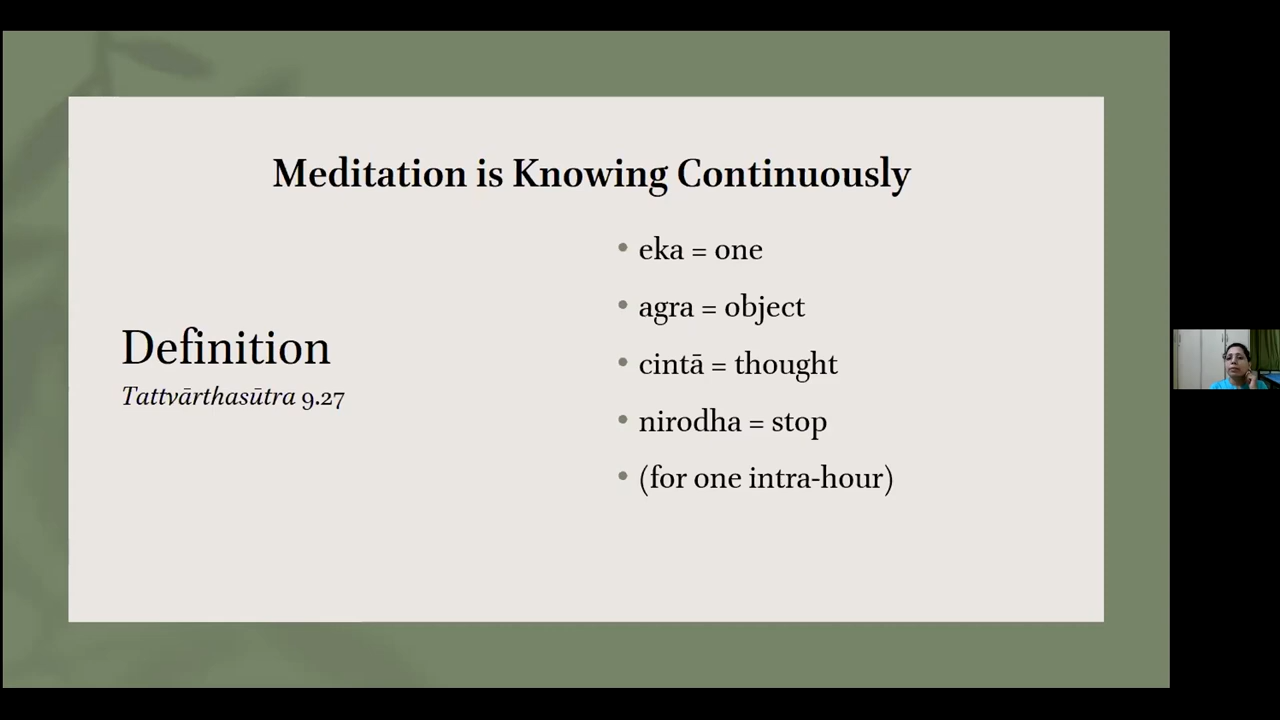 Meditation is Knowing Continuously
Definition
Tattvārthasūtra 9.27
eka = one
agra = object
cintā = thought
nirodha = stop
(for one intra-hour)